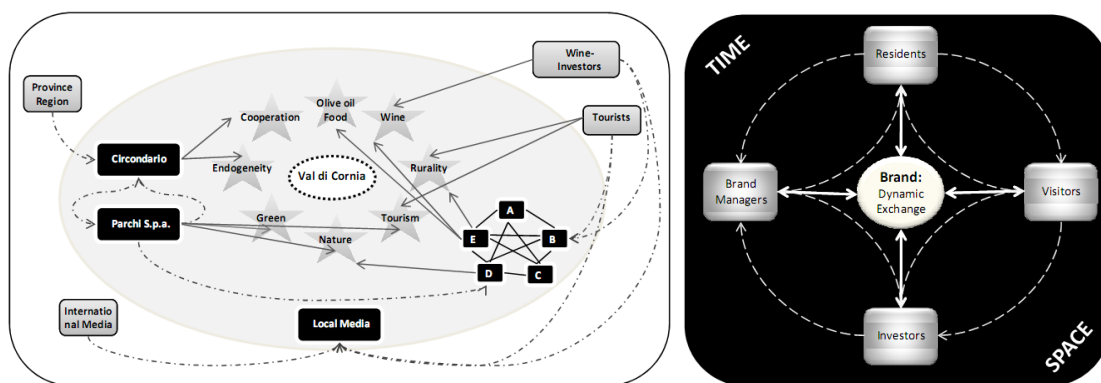 Wine-
Investors
Province
Region
Tourists
Olive oil
Food
Cooperation
Wine
Circondario
Endogeneity
Val di Cornia
Rurality
Parchi S.p.a.
Green
Nature
Tourism
A
E
B
D
C
Internatio
nal Media
Local Media
TIME
Residents
Brand
Managers
Brand:
Dynamic
Exchange
Visitors
Investors
SPACE